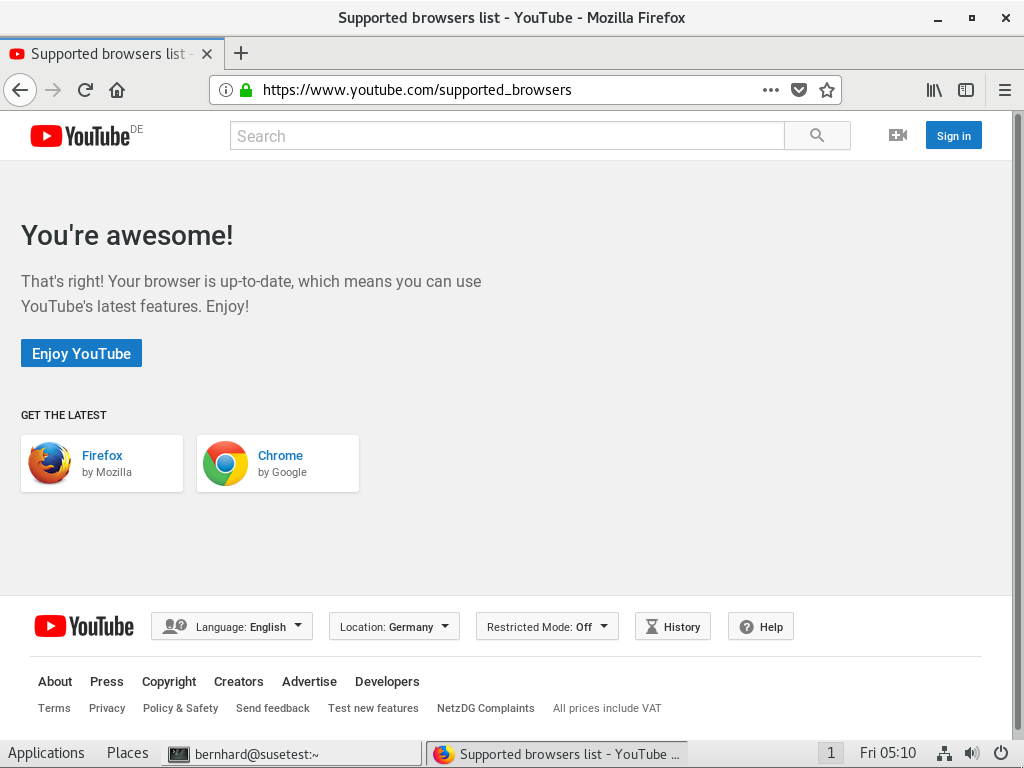 Supported browsers list - YouTube - Mozilla Firefox
Supported browsers list -
https://www.youtube.com/supported_browsers
YouTube DE
Search
Sign in
You're awesome!
That's right! Your browser is up-to-date, which means you can use
YouTube's latest features. Enjoy!
Enjoy YouTube
GET THE LATEST
Firefox
by Mozilla
Chrome
by Google
YouTube
Language: English
Location: Germany
Restricted Mode: Off
History
Help
About Press Copyright Creators Advertise Developers
Terms Privacy Policy & Safety Send feedback Test new features NetzDG Complaints All prices include VAT
Applications Places bernhard@susetest:~ Supported browsers list - YouTube ... 1 Fri 05:10